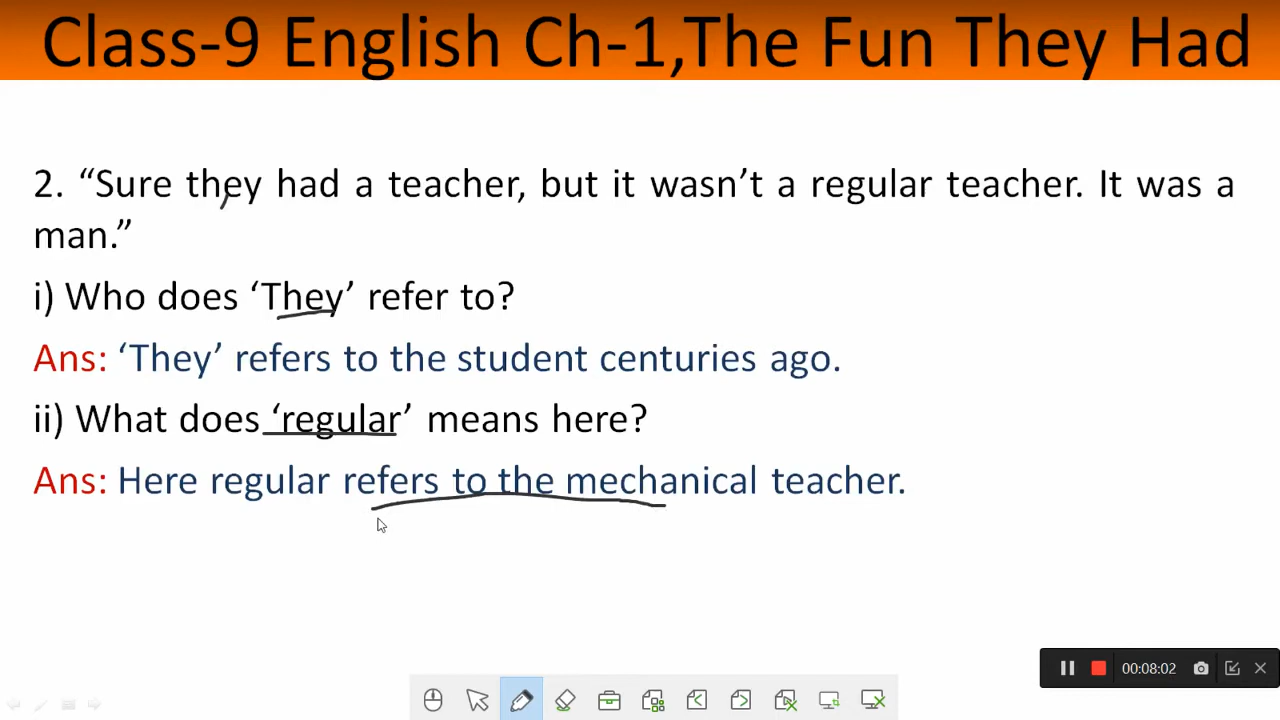 Class-9 English Ch-1,The Fun They Had
2. “Sure they had a teacher, but it wasn’t a regular teacher. It was a
man.”
i) Who does ‘They’ refer to?
Ans: ‘They’ refers to the student centuries ago.
ii) What does ‘regular’ means here?
Ans: Here regular refers to the mechanical teacher.
00:08:02